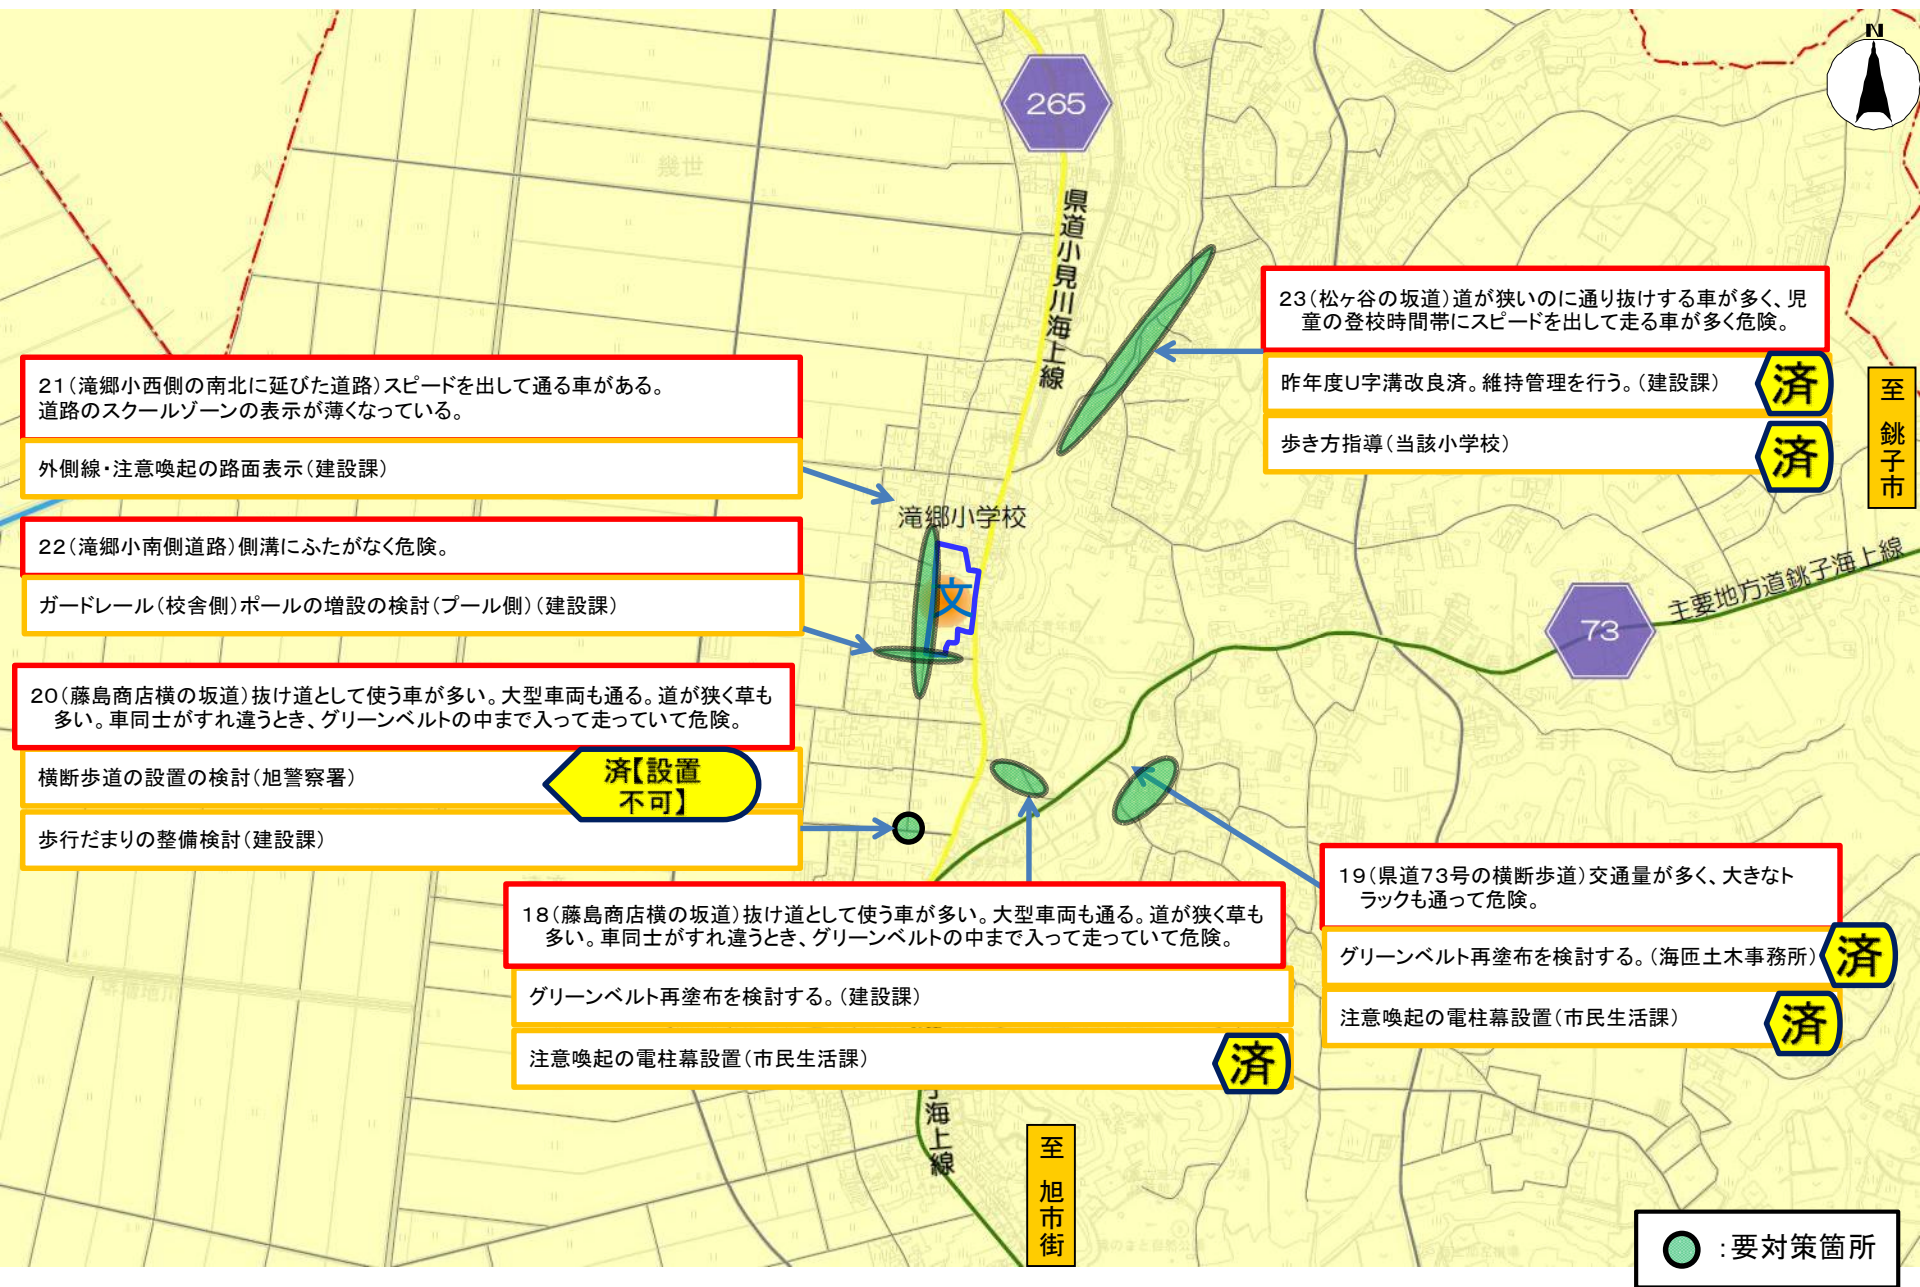 N
265
幾世
県道小見川海上線
23(松ヶ谷の坂道)道が狭いのに通り抜けする車が多く、児
童の登校時間帯にスピードを出して走る車が多く危険。
昨年度U字溝改良済。維持管理を行う。(建設課)
済
歩き方指導(当該小学校)
済
至 銚子市
21(滝郷小西側の南北に延びた道路)スピードを出して通る車がある。
道路のスクールゾーンの表示が薄くなっている。
外側線・注意喚起の路面表示(建設課)
滝郷小学校
文
22(滝郷小南側道路)側溝にふたがなく危険。
ガードレール(校舎側)ポールの増設の検討(プール側)(建設課)
主要地方道銚子海上線
73
20(藤島商店横の坂道)抜け道として使う車が多い。大型車両も通る。道が狭く草も
多い。車同士がすれ違うとき、グリーンベルトの中まで入って走っていて危険。
横断歩道の設置の検討(旭警察署)
済【設置
不可】
歩行だまりの整備検討(建設課)
岩井
18(藤島商店横の坂道)抜け道として使う車が多い。大型車両も通る。道が狭く草も
多い。車同士がすれ違うとき、グリーンベルトの中まで入って走っていて危険。
グリーンベルト再塗布を検討する。(建設課)
注意喚起の電柱幕設置(市民生活課)
済
19(県道73号の横断歩道)交通量が多く、大きなト
ラックも通って危険。
グリーンベルト再塗布を検討する。(海匝土木事務所)
済
注意喚起の電柱幕設置(市民生活課)
済
海上線
至 旭市街
:要対策箇所